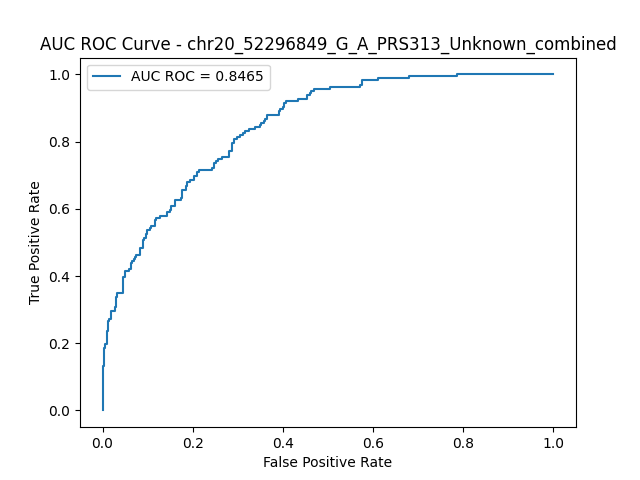 AUC ROC Curve - chr20_52296849_G_A_PRS313_Unknown_combined
AUC ROC = 0.8465
1.0
0.8
0.6
0.4
0.2
0.0
True Positive Rate
0.0 0.2 0.4 0.6 0.8 1.0
False Positive Rate